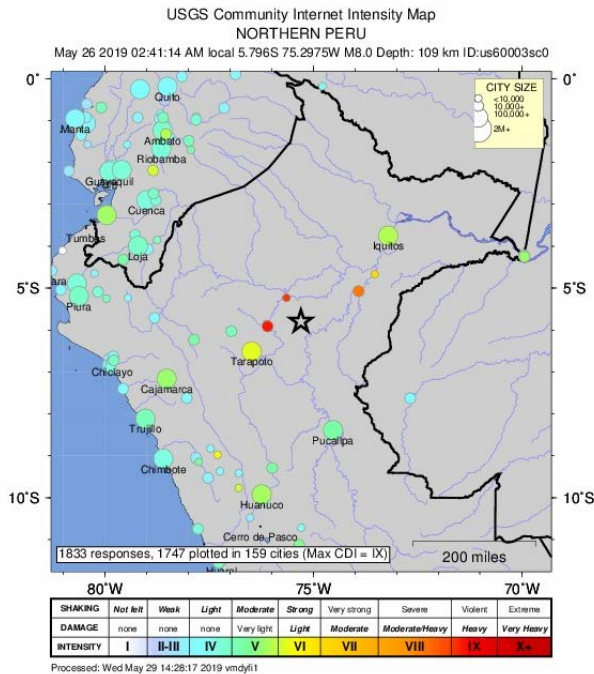 USGS Community Internet Intensity Map
NORTHERN PERU
May 26 2019 02:41:14 AM local 5.796S 75.2975W M8.0 Depth: 109 km ID:us60003sc0
0°
0°
CITY SIZE
<10,000
10,000+
100,000+
2M+
Quito
Manta
Ambato
Riobamba
Guayaquil
Cuenca
Tumbes
Loja
Iquitos
5°S
5°S
Piura
Tarapoto
Chiclayo
Cajamarca
Trujillo
Pucallpa
Chimbote
10°S
10°S
Huanuco
Cerro de Pasco
1833 responses, 1747 plotted in 159 cities (Max CDI = IX)
200 miles
80°W
75°W
70°W
SHAKING Not felt Weak Light Moderate Strong Very strong Severe Violent Extreme
DAMAGE none none none Very light Light Moderate Moderate/Heavy Heavy Very Heavy
INTENSITY I II-III IV V VI VII VIII IX X+
Processed: Wed May 29 14:28:17 2019 vmdyfi1